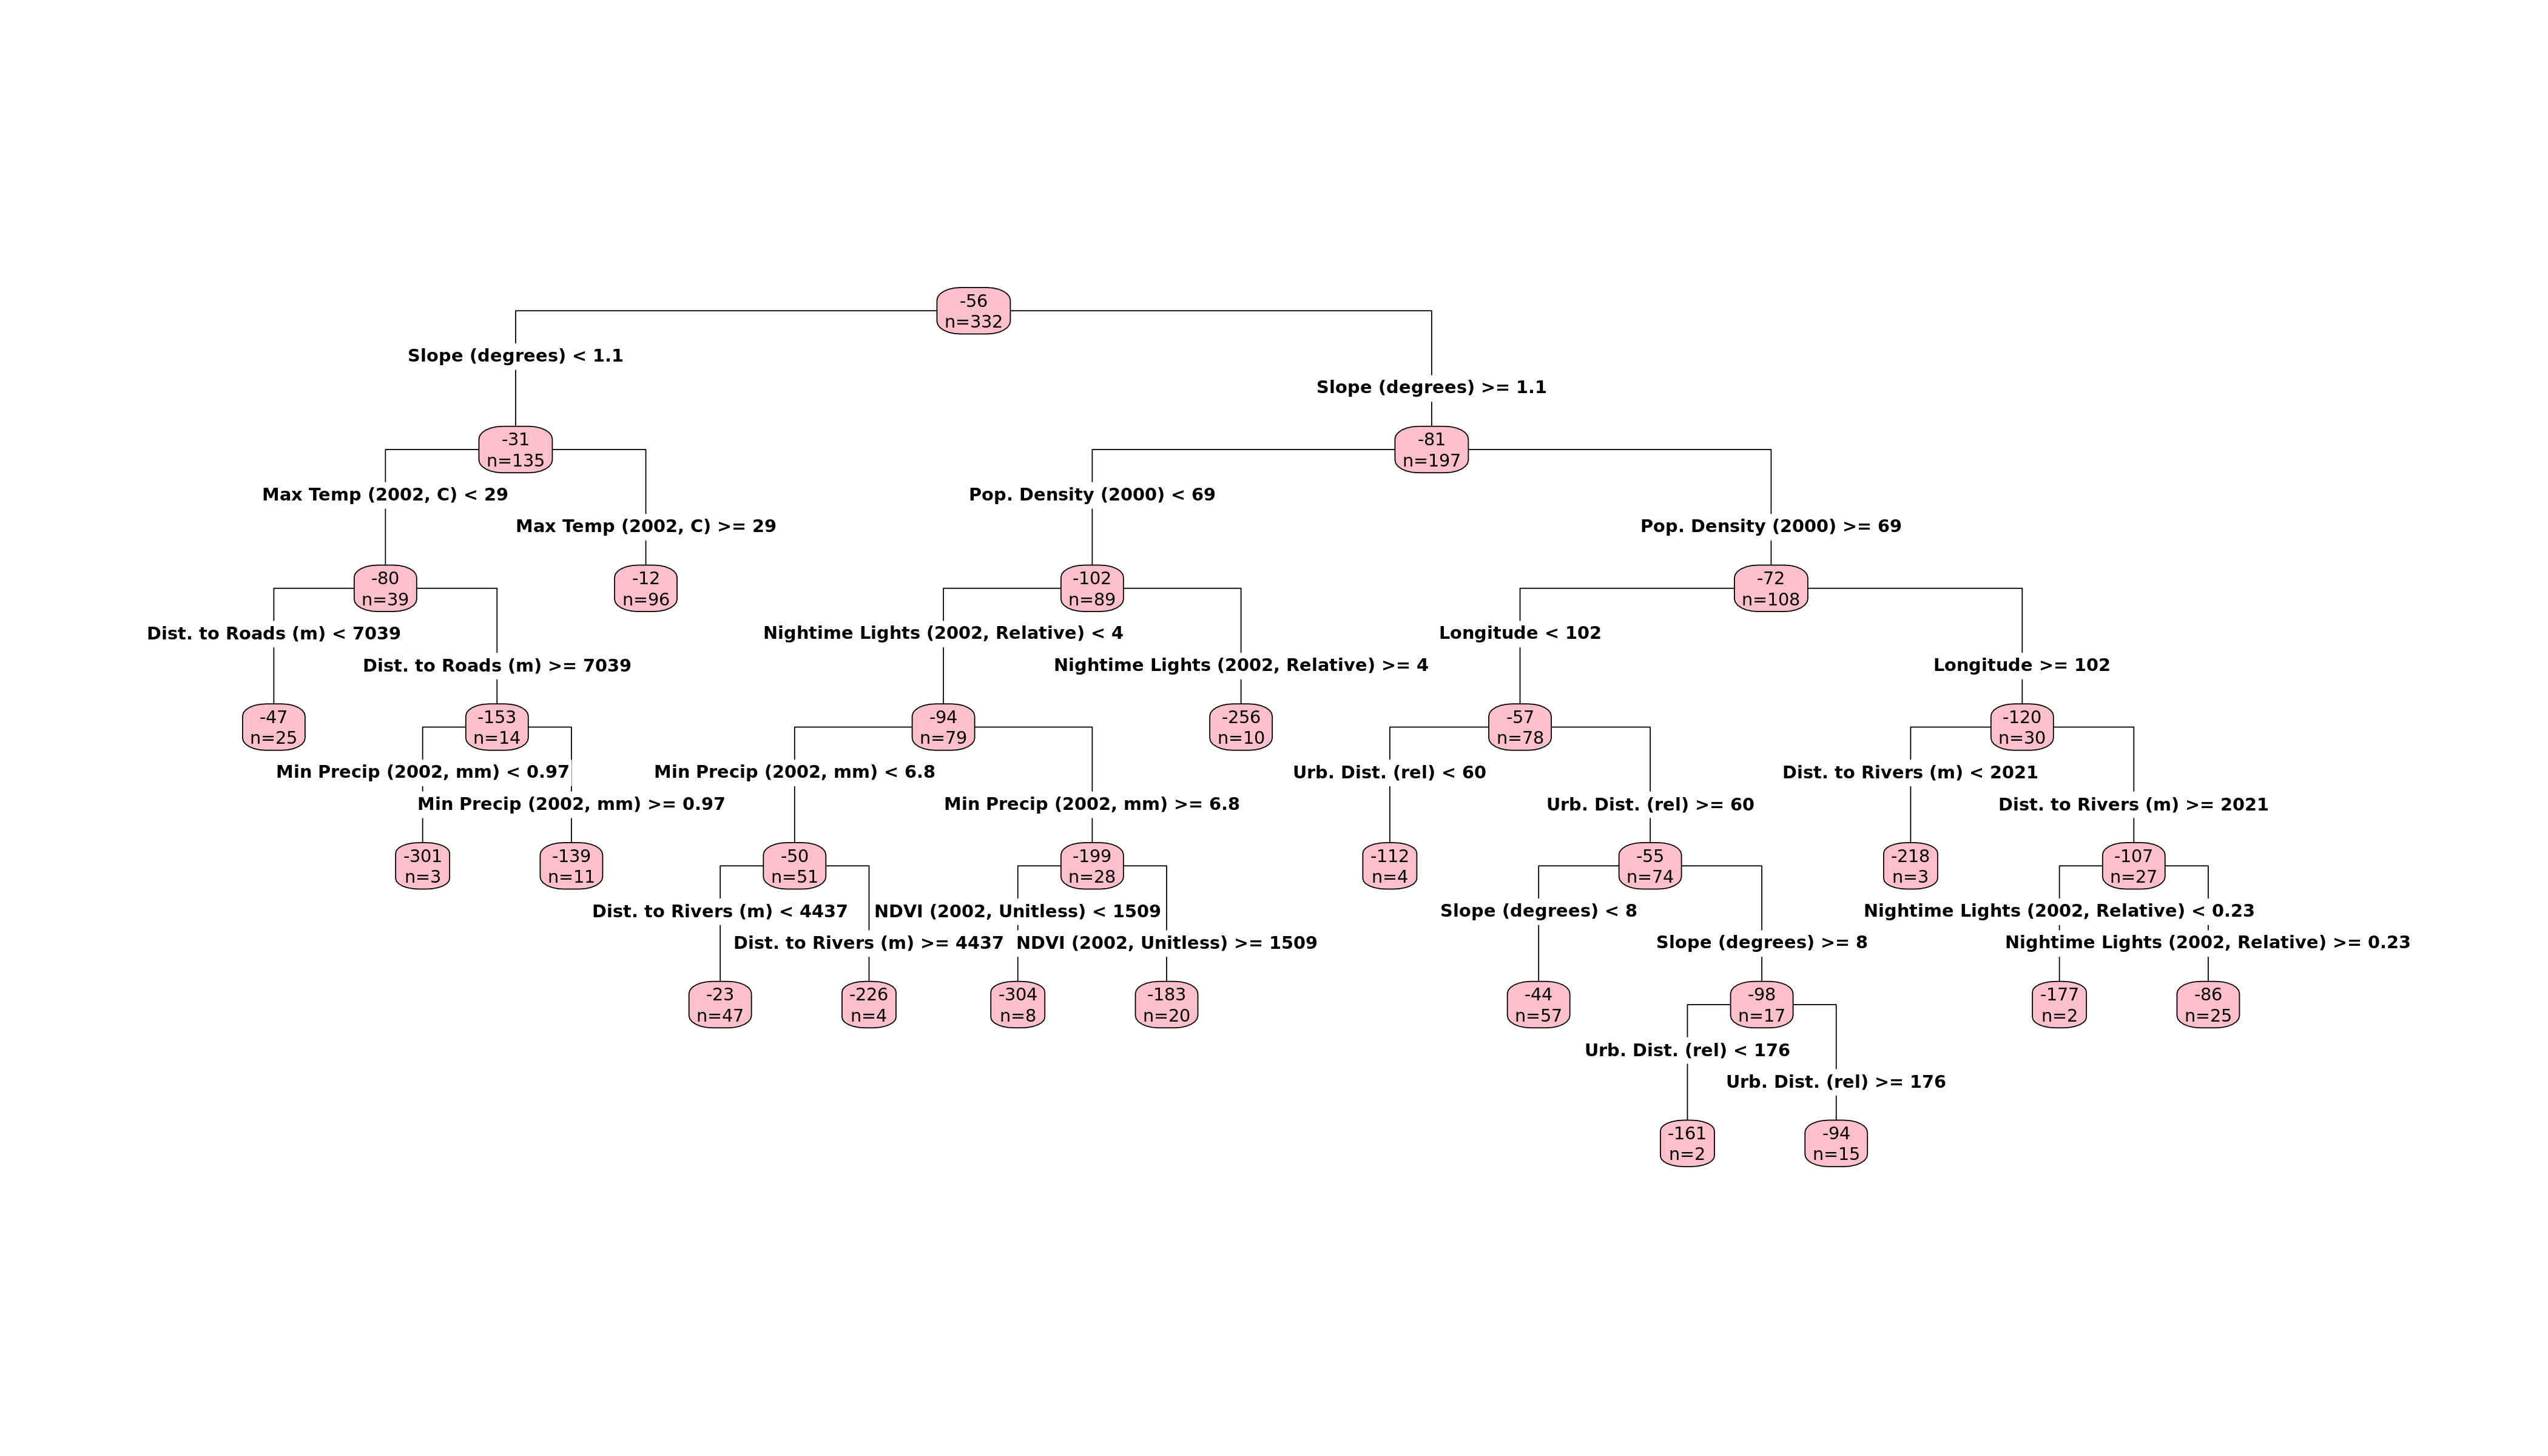 -56
n=332
Slope (degrees) < 1.1
Slope (degrees) >= 1.1
-31
n=135
-81
n=197
Max Temp (2002, C) < 29
Max Temp (2002, C) >= 29
Pop. Density (2000) < 69
Pop. Density (2000) >= 69
-80
n=39
-12
n=96
-102
n=89
-72
n=108
Dist. to Roads (m) < 7039
Dist. to Roads (m) >= 7039
Nightime Lights (2002, Relative) < 4
Nightime Lights (2002, Relative) >= 4
Longitude < 102
Longitude >= 102
-47
n=25
-153
n=14
-94
n=79
-256
n=10
-57
n=78
-120
n=30
Min Precip (2002, mm) < 0.97
Min Precip (2002, mm) >= 0.97
Min Precip (2002, mm) < 6.8
Min Precip (2002, mm) >= 6.8
Urb. Dist. (rel) < 60
Urb. Dist. (rel) >= 60
Dist. to Rivers (m) < 2021
Dist. to Rivers (m) >= 2021
-301
n=3
-139
n=11
-50
n=51
-199
n=28
-112
n=4
-55
n=74
-218
n=3
-107
n=27
Dist. to Rivers (m) < 4437
Dist. to Rivers (m) >= 4437
NDVI (2002, Unitless) < 1509
NDVI (2002, Unitless) >= 1509
Slope (degrees) < 8
Slope (degrees) >= 8
Nightime Lights (2002, Relative) < 0.23
Nightime Lights (2002, Relative) >= 0.23
-23
n=47
-226
n=4
-304
n=8
-183
n=20
-44
n=57
-98
n=17
-177
n=2
-86
n=25
Urb. Dist. (rel) < 176
Urb. Dist. (rel) >= 176
-161
n=2
-94
n=15